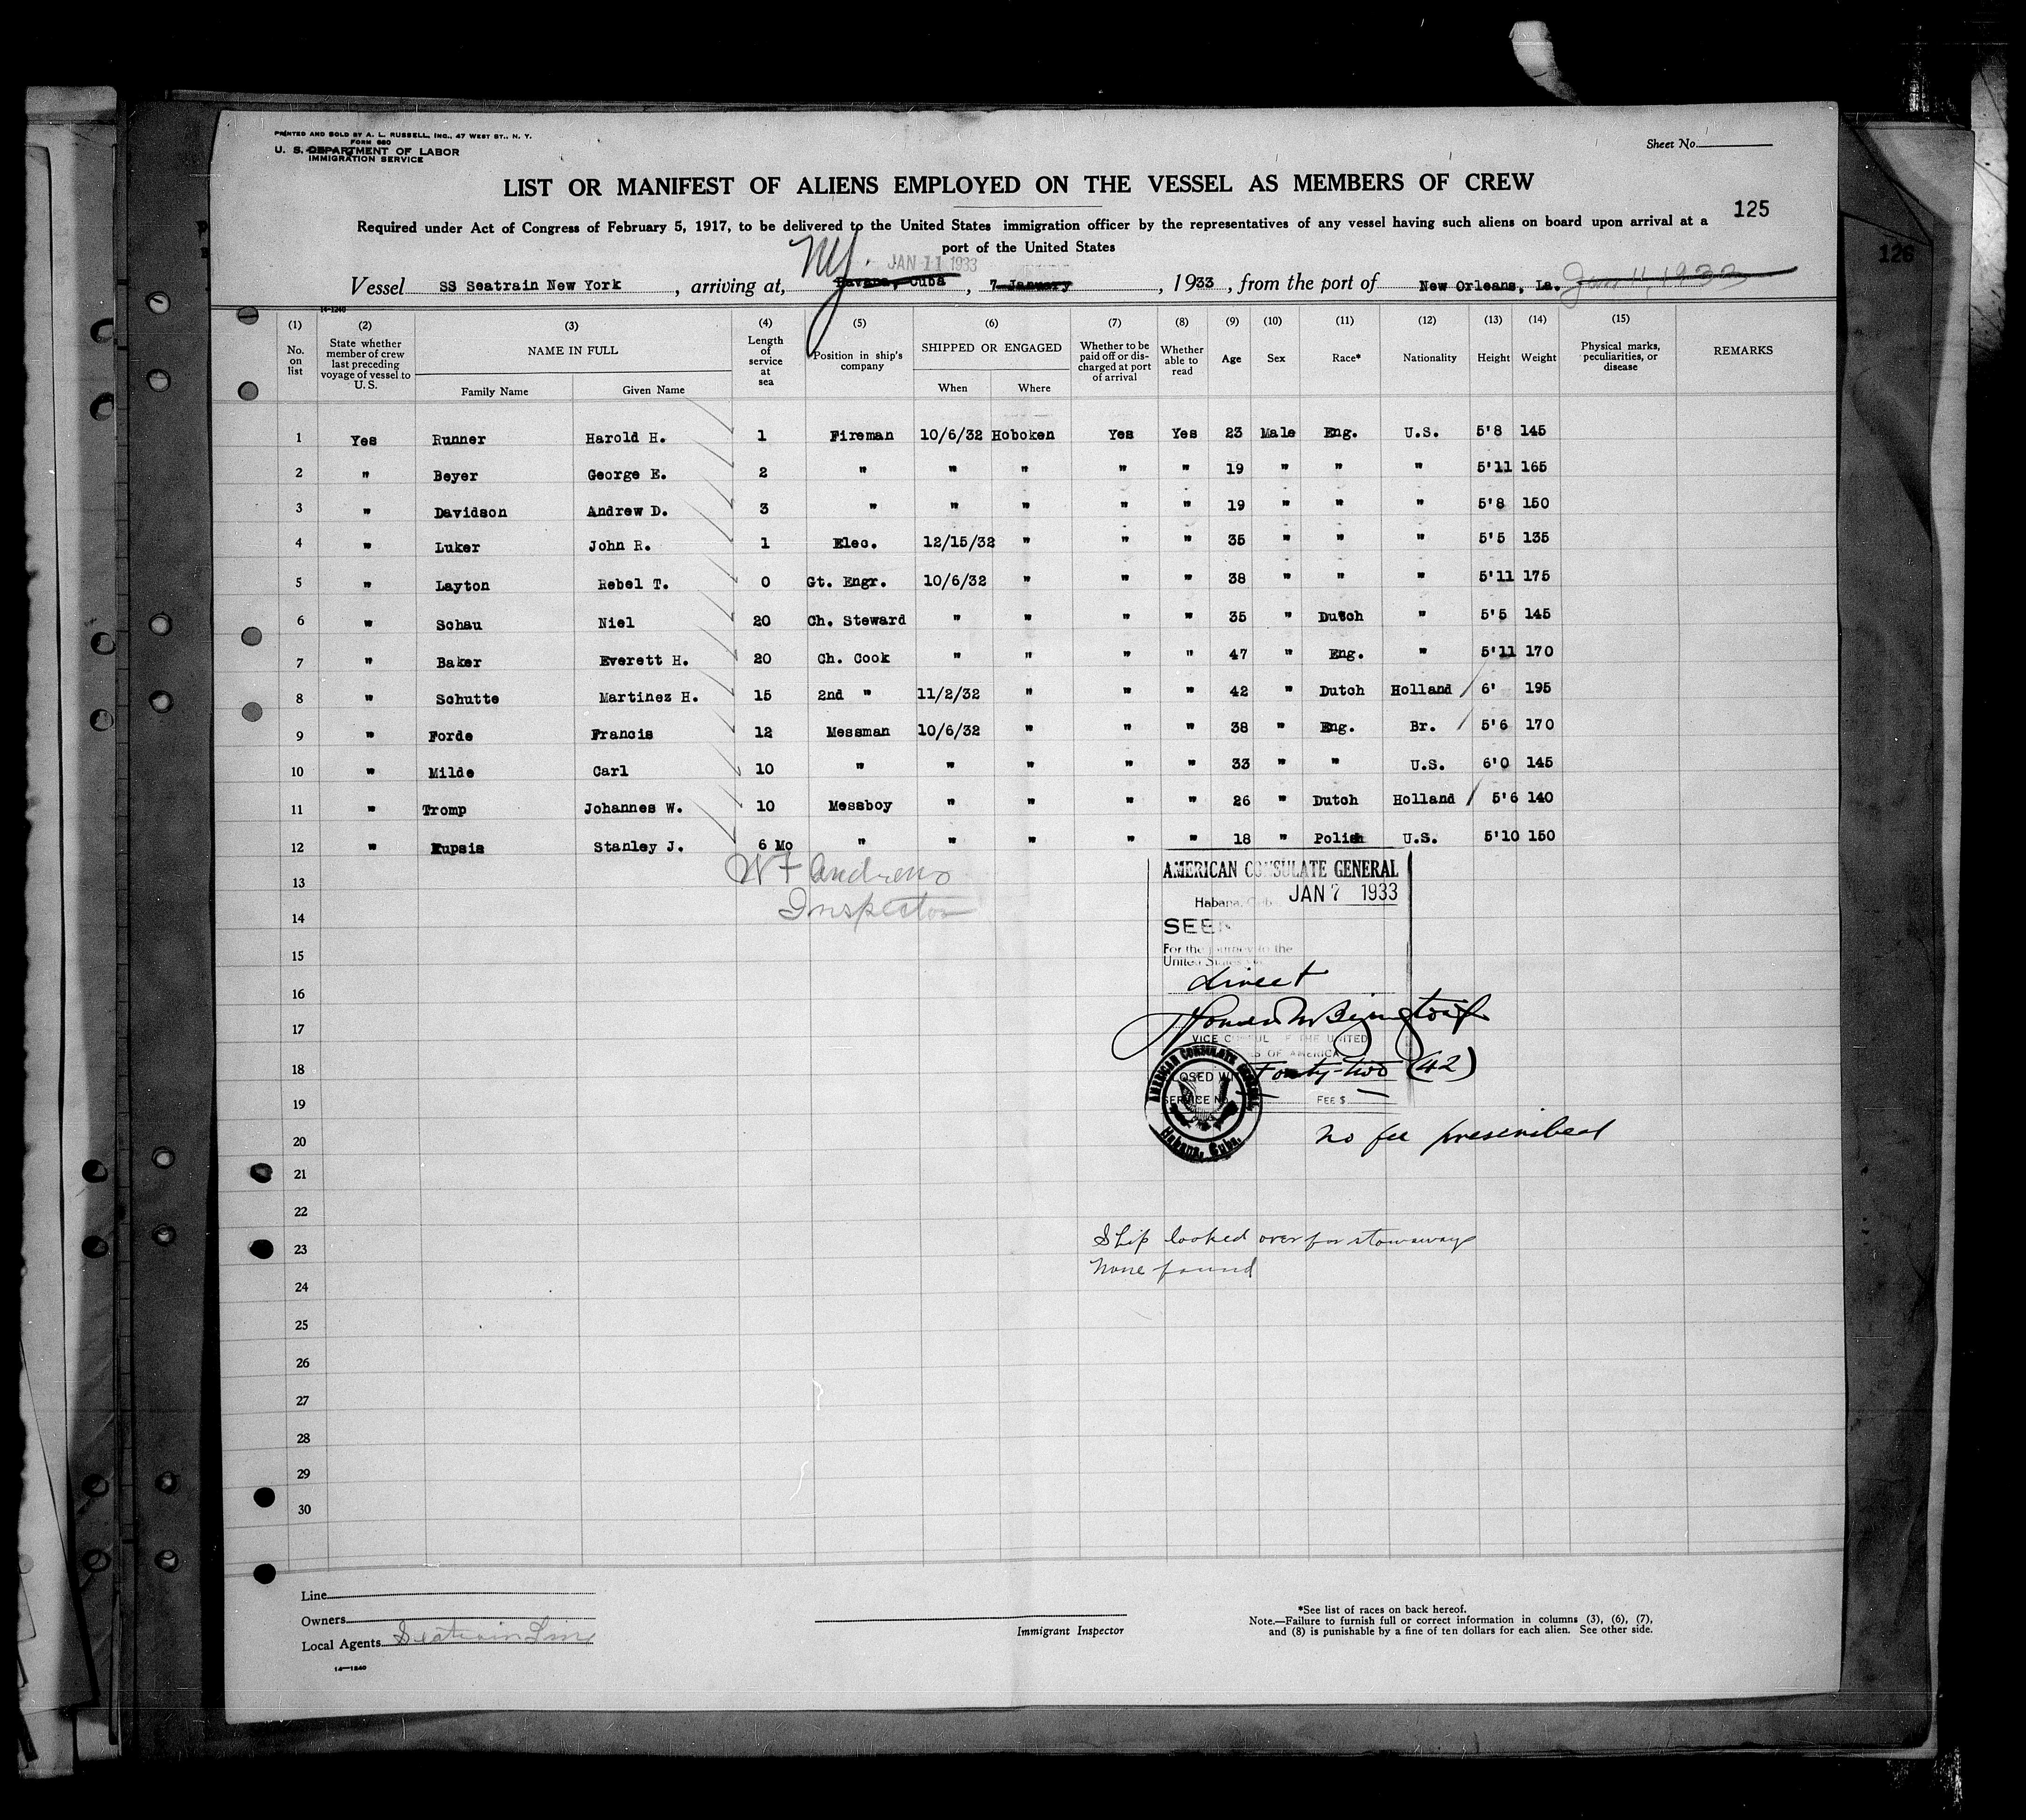 PRINTED AND SOLD BY A. L. RUSSELL, INC., 47 WEST ST., N. Y.
FORM 680
U. S. DEPARTMENT OF LABOR
IMMIGRATION SERVICE
Sheet No.
LIST OR MANIFEST OF ALIENS EMPLOYED ON THE VESSEL AS MEMBERS OF CREW
125
126
Required under Act of Congress of February 5, 1917, to be delivered to the United States immigration officer by the representatives of any vessel having such aliens on board upon arrival at a
port of the United States
NY. JAN 11 1933
Vessel SS Seatrain New York, arriving at, Havana, Cuba, 7 January, 1933, from the port of New Orleans, La. Jan 11, 1933
14-1240
(1) (2) (3) (4) (5) (6) (7) (8) (9) (10) (11) (12) (13) (14) (15)
No. on list State whether member of crew last preceding voyage of vessel to U. S. NAME IN FULL Length of service at sea Position in ship's company SHIPPED OR ENGAGED Whether to be paid off or discharged at port of arrival Whether able to read Age Sex Race* Nationality Height Weight Physical marks, peculiarities, or disease REMARKS
Family Name Given Name When Where
1 Yes Runner Harold H. 1 Fireman 10/6/32 Hoboken Yes Yes 23 Male Eng. U.S. 5'8 145
2 " Beyer George E. 2 " " " " " 19 " " " 5'11 165
3 " Davidson Andrew D. 3 " " " " " 19 " " " 5'8 150
4 " Luker John R. 1 Elec. 12/15/32 " " " 35 " " " 5'5 135
5 " Layton Rebel T. 0 Gt. Engr. 10/6/32 " " " 38 " " " 5'11 175
6 " Schau Niel 20 Ch. Steward " " " " 35 " Dutch " 5'5 145
7 " Baker Everett H. 20 Ch. Cook " " " " 47 " Eng. " 5'11 170
8 " Schutte Martinez H. 15 2nd " 11/2/32 " " " 42 " Dutch Holland / 6' 195
9 " Forde Francis 12 Messman 10/6/32 " " " 38 " Eng. Br. / 5'6 170
10 " Milde Carl 10 " " " " " 33 " " U.S. 6'0 145
11 " Tromp Johannes W. 10 Messboy " " " " 26 " Dutch Holland / 5'6 140
12 " Kupsis Stanley J. 6 Mo " " " " " 18 " Polish U.S. 5'10 150
W F Andrews
Inspector
13
14
15
16
17
18
19
20
21
22
23
24
25
26
27
28
29
30
AMERICAN CONSULATE GENERAL
Habana, Cuba JAN 7 1933
SEEN
For the journey to the
United States via
direct
VICE CONSUL OF THE UNITED
STATES OF AMERICA
CLOSED WITH Forty-two (42)
SERVICE No. FEE $
AMERICAN CONSULATE GENERAL
Habana, Cuba.
No fee prescribed
Ship looked over for stowaways
None found
Line
Owners
Local Agents Seatrain Line
14—1240
Immigrant Inspector
*See list of races on back hereof.
Note.—Failure to furnish full or correct information in columns (3), (6), (7),
and (8) is punishable by a fine of ten dollars for each alien. See other side.